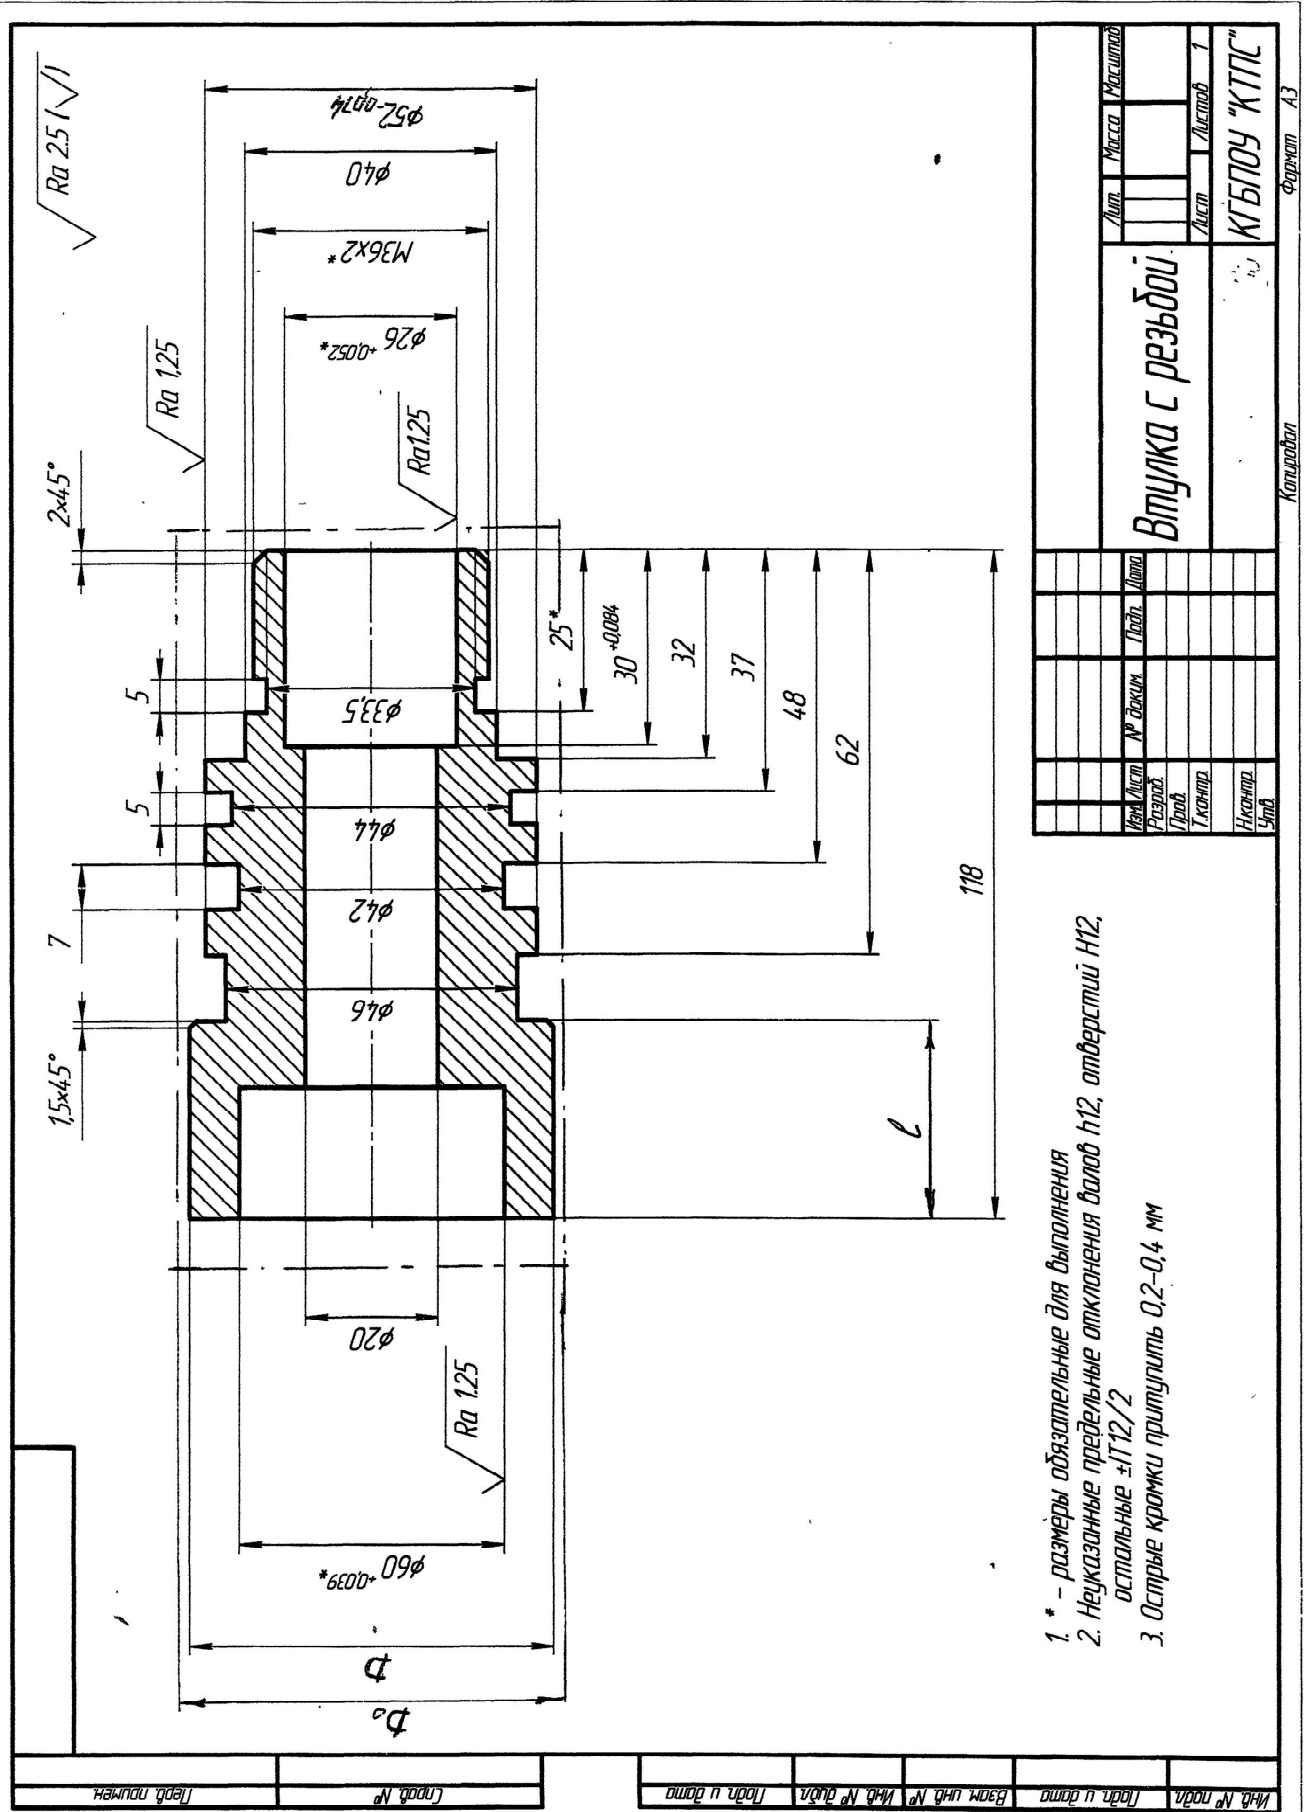 Ra 2.5 (√)
Ra 1,25
2x45°
5
5
7
1,5x45°
Ø52-0,074
Ø40
M36x2*
Ø26 +0,052*
Ra1.25
Ø33,5
Ø44
Ø42
Ø46
25*
30 +0,084
32
37
48
62
118
l
Ø20
Ra 1.25
Ø60 +0,039*
D
D₀
1. * - размеры обязательные для выполнения
2. Неуказанные предельные отклонения валов h12, отверстий H12,
остальные ±IT12/2
3. Острые кромки притупить 0,2-0,4 мм
Изм. Лист № докум. Подп. Дата
Разраб.
Пров.
Т.контр.
Н.контр.
Утв.
Втулка с резьбой
Лит. Масса Масштаб
Лист Листов 1
КГБПОУ "КТПС"
Копировал Формат А3
Перв. примен.
Справ. №
Подп. и дата
Инв. № дубл.
Взам. инв. №
Подп. и дата
Инв. № подл.